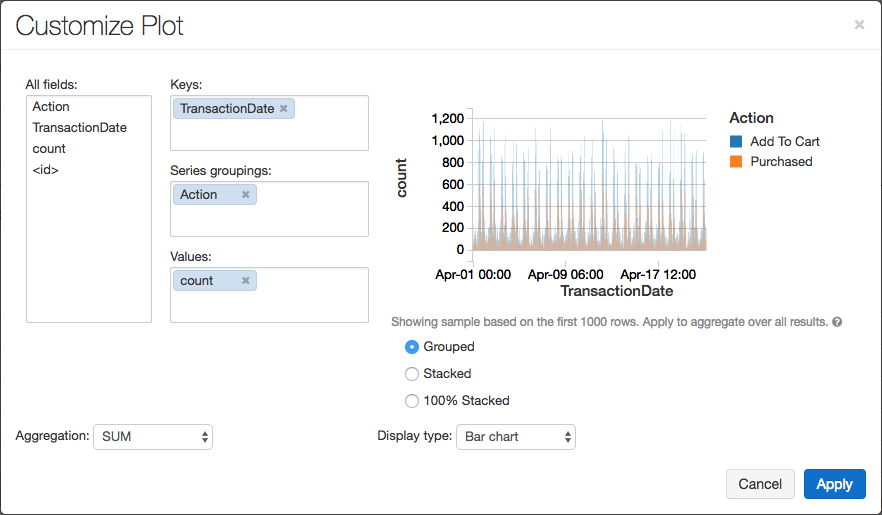 Customize Plot ×
All fields:
Action
TransactionDate
count
<id>
Keys:
TransactionDate ×
Series groupings:
Action ×
Values:
count ×
1,200
1,000
800
600
400
200
0
count
Apr-01 00:00 Apr-09 06:00 Apr-17 12:00
TransactionDate
Action
Add To Cart
Purchased
Showing sample based on the first 1000 rows. Apply to aggregate over all results. ?
Grouped
Stacked
100% Stacked
Aggregation: SUM
Display type: Bar chart
Cancel Apply